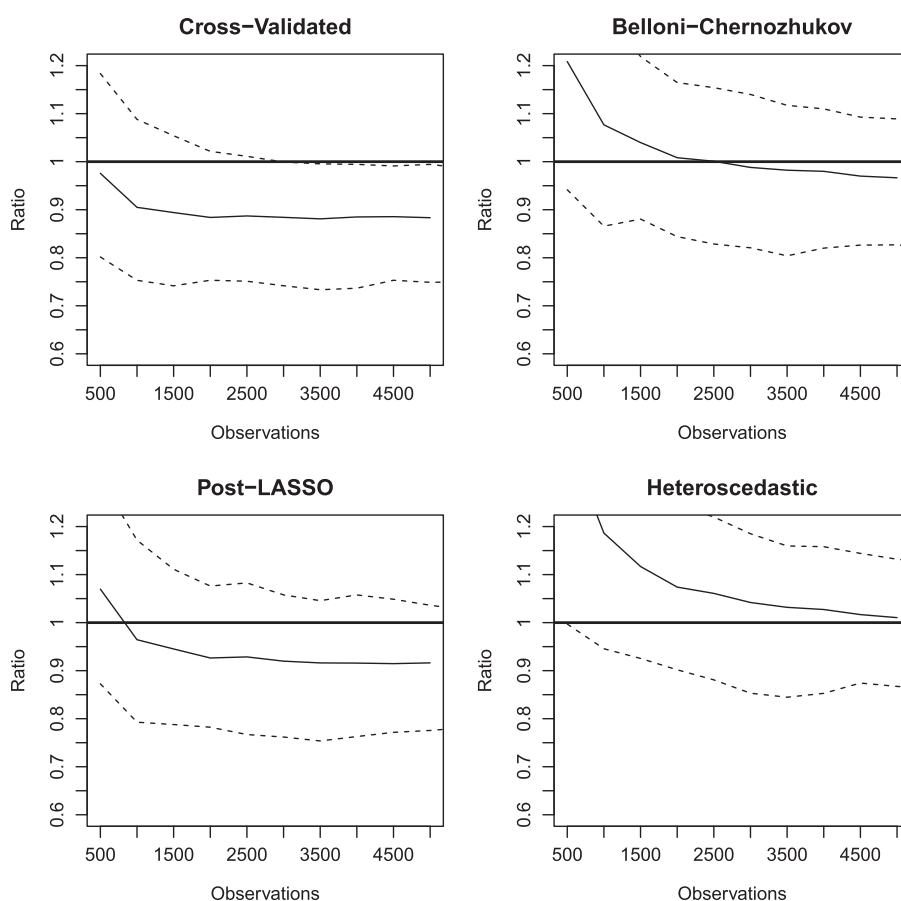 Cross−Validated
Ratio
0.6 0.7 0.8 0.9 1 1.1 1.2
500 1500 2500 3500 4500
Observations
Belloni−Chernozhukov
Ratio
0.6 0.7 0.8 0.9 1 1.1 1.2
500 1500 2500 3500 4500
Observations
Post−LASSO
Ratio
0.6 0.7 0.8 0.9 1 1.1 1.2
500 1500 2500 3500 4500
Observations
Heteroscedastic
Ratio
0.6 0.7 0.8 0.9 1 1.1 1.2
500 1500 2500 3500 4500
Observations